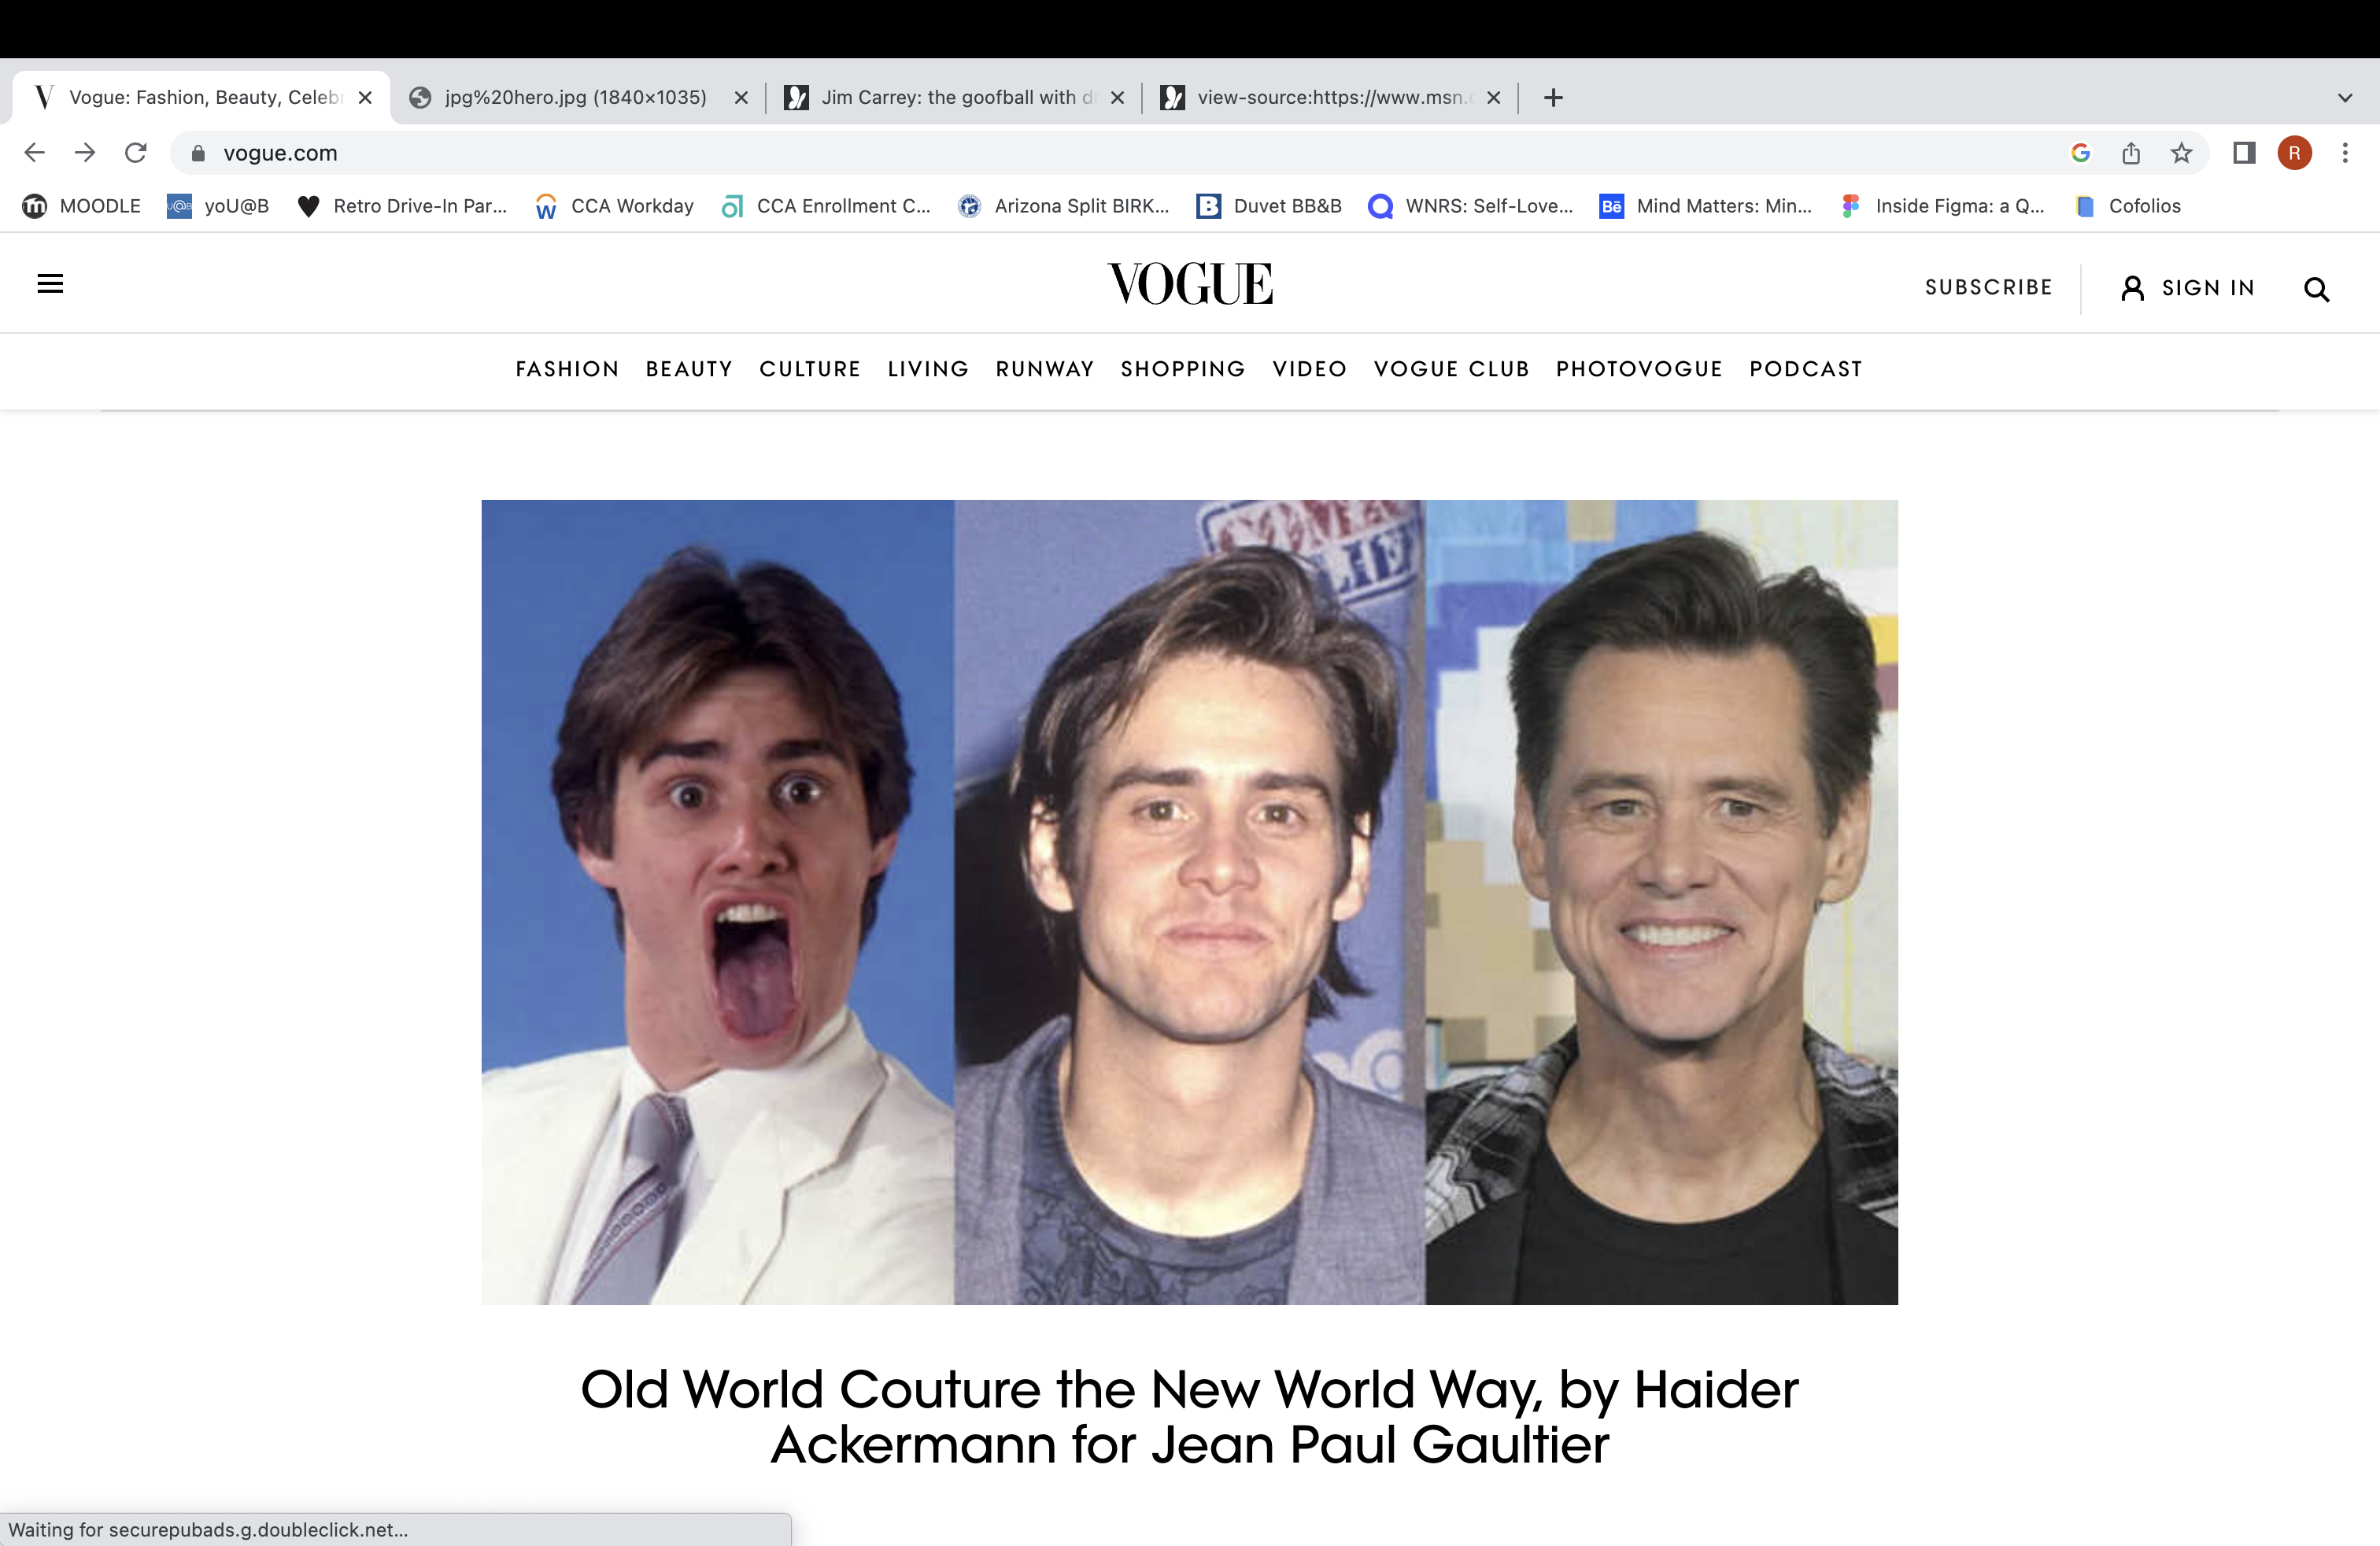 Vogue: Fashion, Beauty, Celebr
jpg%20hero.jpg (1840×1035)
Jim Carrey: the goofball with d
view-source:https://www.msn.
vogue.com
R
MOODLE
yoU@B
Retro Drive-In Par...
CCA Workday
CCA Enrollment C...
Arizona Split BIRK...
Duvet BB&B
WNRS: Self-Love...
Mind Matters: Min...
Inside Figma: a Q...
Cofolios
VOGUE
SUBSCRIBE
SIGN IN
FASHION BEAUTY CULTURE LIVING RUNWAY SHOPPING VIDEO VOGUE CLUB PHOTOVOGUE PODCAST
Old World Couture the New World Way, by Haider
Ackermann for Jean Paul Gaultier
Waiting for securepubads.g.doubleclick.net...